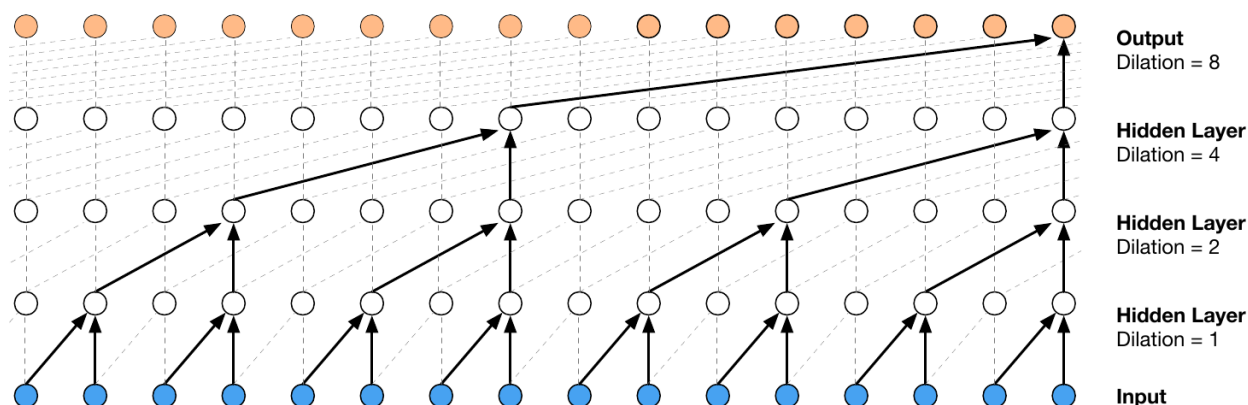 Output
Dilation = 8
Hidden Layer
Dilation = 4
Hidden Layer
Dilation = 2
Hidden Layer
Dilation = 1
Input